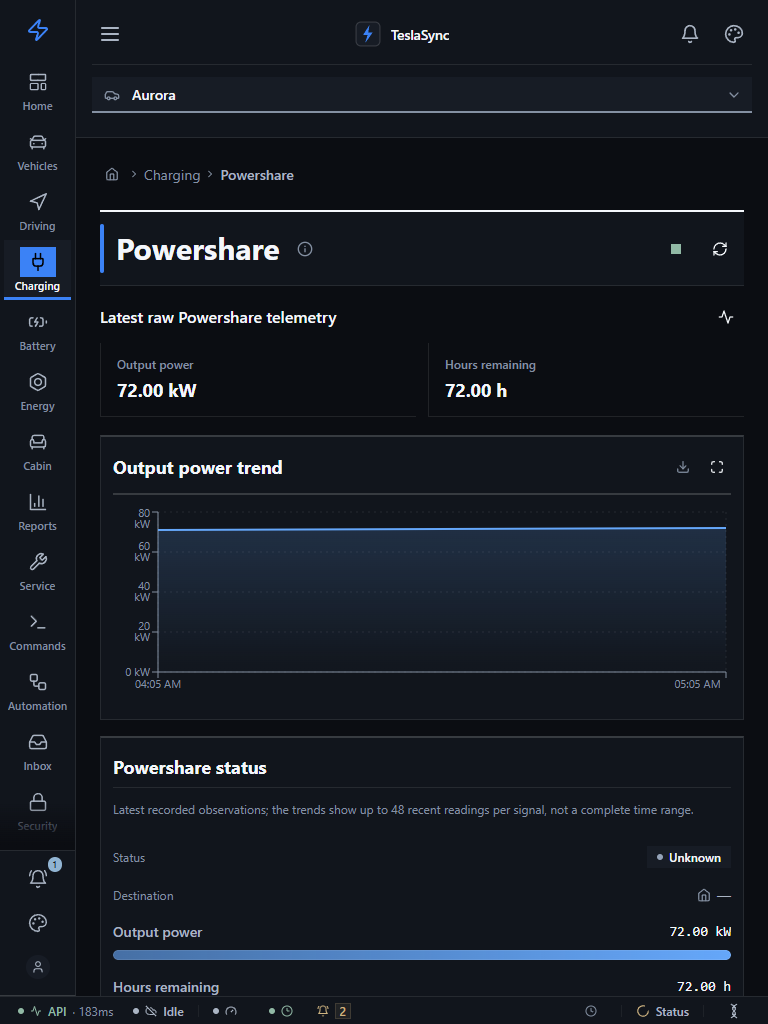 TeslaSync
Aurora
Home
Vehicles
Driving
Charging
Battery
Energy
Cabin
Reports
Service
Commands
Automation
Inbox
Security
1
Charging
Powershare
Powershare
Latest raw Powershare telemetry
Output power
72.00 kW
Hours remaining
72.00 h
Output power trend
80
kW
60
kW
40
kW
20
kW
0 kW
04:05 AM
05:05 AM
Powershare status
Latest recorded observations; the trends show up to 48 recent readings per signal, not a complete time range.
Status
Unknown
Destination
—
Output power
72.00 kW
Hours remaining
72.00 h
API · 183ms
Idle
2
Status